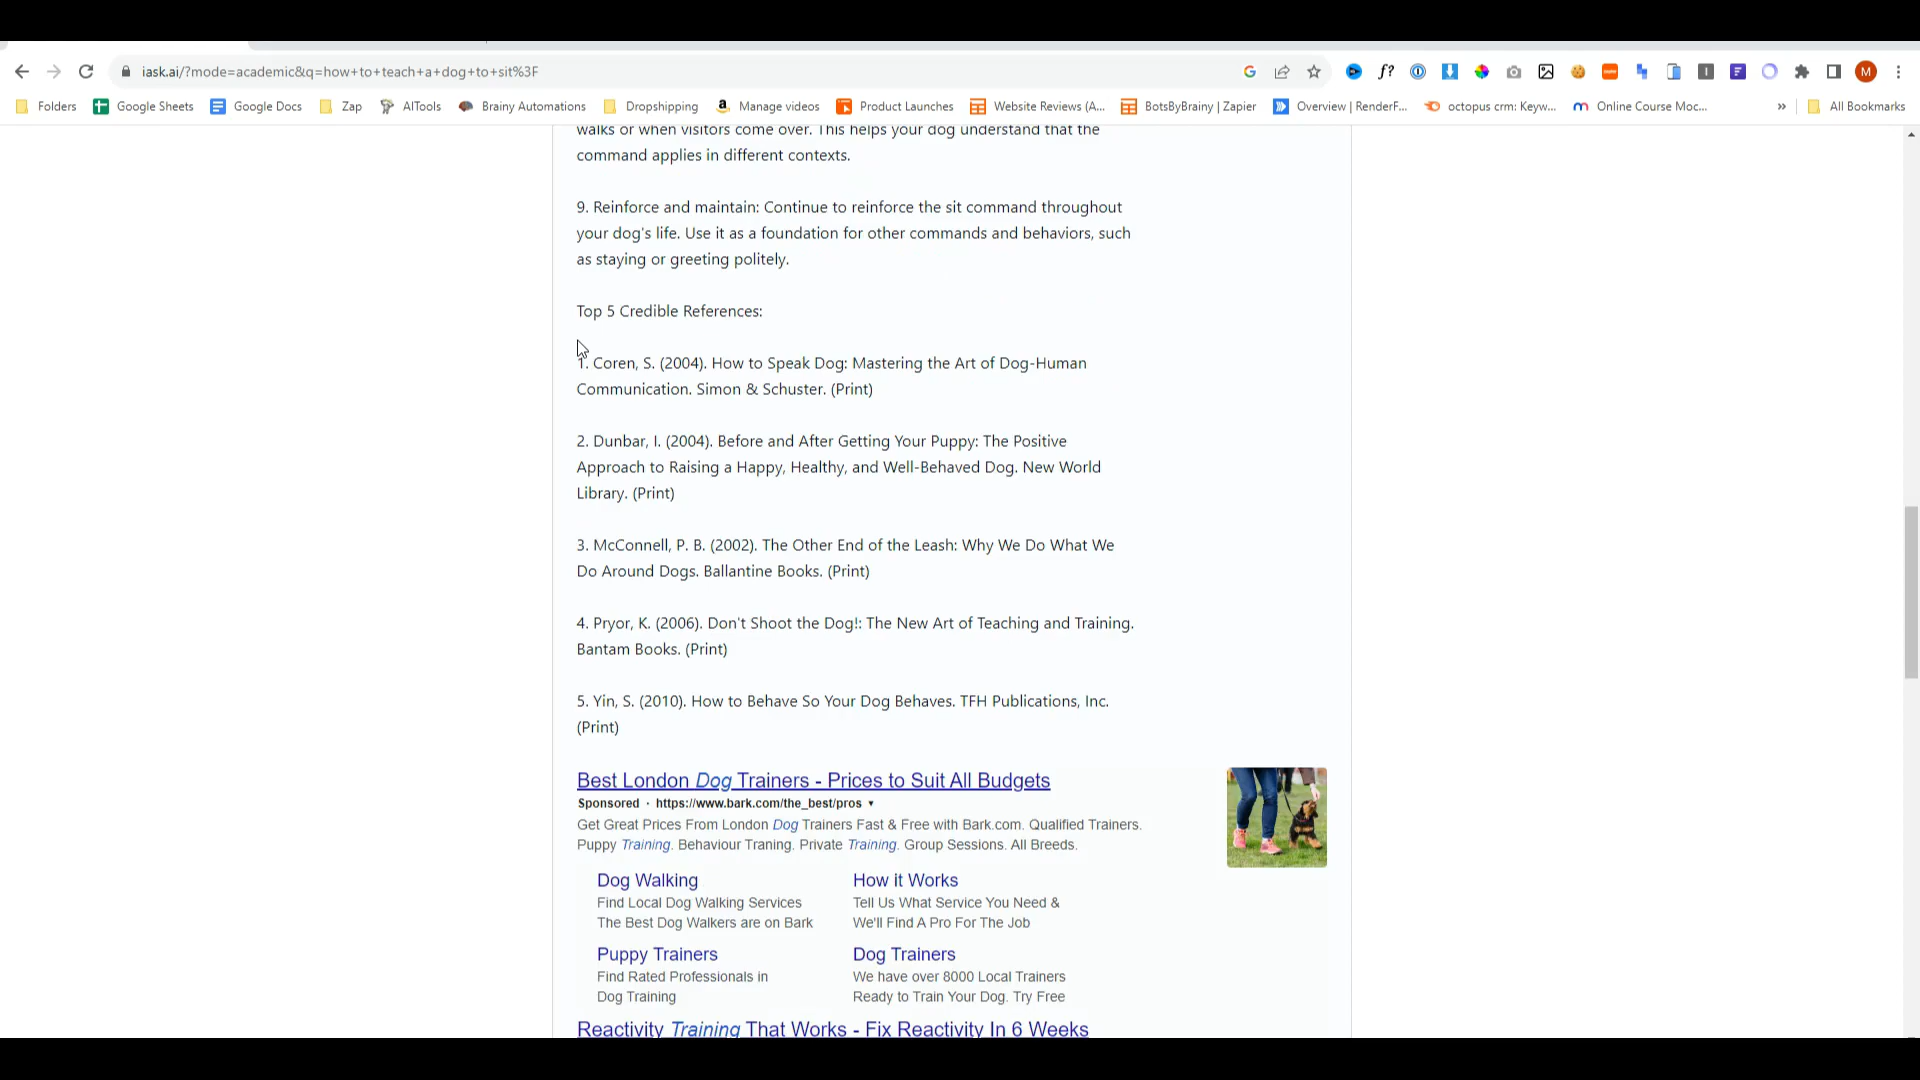 iask.ai/?mode=academic&q=how+to+teach+a+dog+to+sit%3F
M
Folders Google Sheets Google Docs Zap AITools Brainy Automations Dropshipping Manage videos Product Launches Website Reviews (A... BotsByBrainy | Zapier Overview | RenderF... octopus crm: Keyw... Online Course Moc... » All Bookmarks
walks or when visitors come over. This helps your dog understand that the
command applies in different contexts.
9. Reinforce and maintain: Continue to reinforce the sit command throughout
your dog's life. Use it as a foundation for other commands and behaviors, such
as staying or greeting politely.
Top 5 Credible References:
1. Coren, S. (2004). How to Speak Dog: Mastering the Art of Dog-Human
Communication. Simon & Schuster. (Print)
2. Dunbar, I. (2004). Before and After Getting Your Puppy: The Positive
Approach to Raising a Happy, Healthy, and Well-Behaved Dog. New World
Library. (Print)
3. McConnell, P. B. (2002). The Other End of the Leash: Why We Do What We
Do Around Dogs. Ballantine Books. (Print)
4. Pryor, K. (2006). Don't Shoot the Dog!: The New Art of Teaching and Training.
Bantam Books. (Print)
5. Yin, S. (2010). How to Behave So Your Dog Behaves. TFH Publications, Inc.
(Print)
Best London Dog Trainers - Prices to Suit All Budgets
Sponsored · https://www.bark.com/the_best/pros
Get Great Prices From London Dog Trainers Fast & Free with Bark.com. Qualified Trainers.
Puppy Training. Behaviour Traning. Private Training. Group Sessions. All Breeds.
Dog Walking
Find Local Dog Walking Services
The Best Dog Walkers are on Bark
How it Works
Tell Us What Service You Need &
We'll Find A Pro For The Job
Puppy Trainers
Find Rated Professionals in
Dog Training
Dog Trainers
We have over 8000 Local Trainers
Ready to Train Your Dog. Try Free
Reactivity Training That Works - Fix Reactivity In 6 Weeks